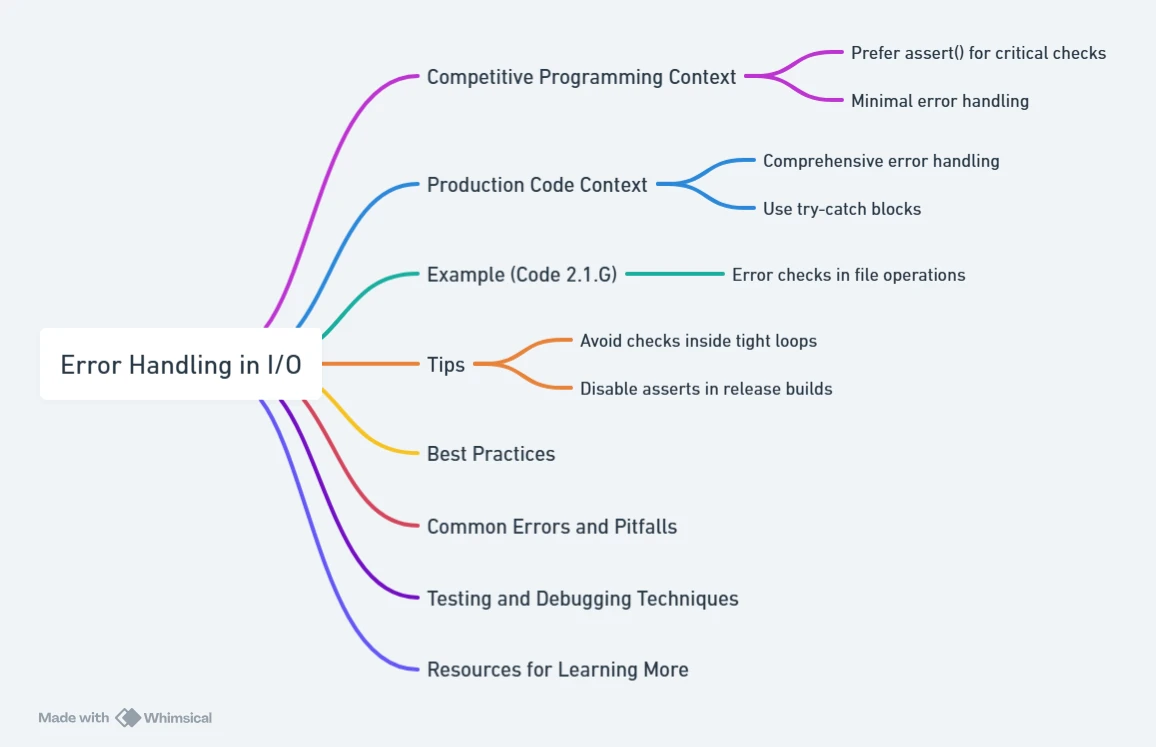 Error Handling in I/O
Competitive Programming Context
Prefer assert() for critical checks
Minimal error handling
Production Code Context
Comprehensive error handling
Use try-catch blocks
Example (Code 2.1.G)
Error checks in file operations
Tips
Avoid checks inside tight loops
Disable asserts in release builds
Best Practices
Common Errors and Pitfalls
Testing and Debugging Techniques
Resources for Learning More
Made with Whimsical